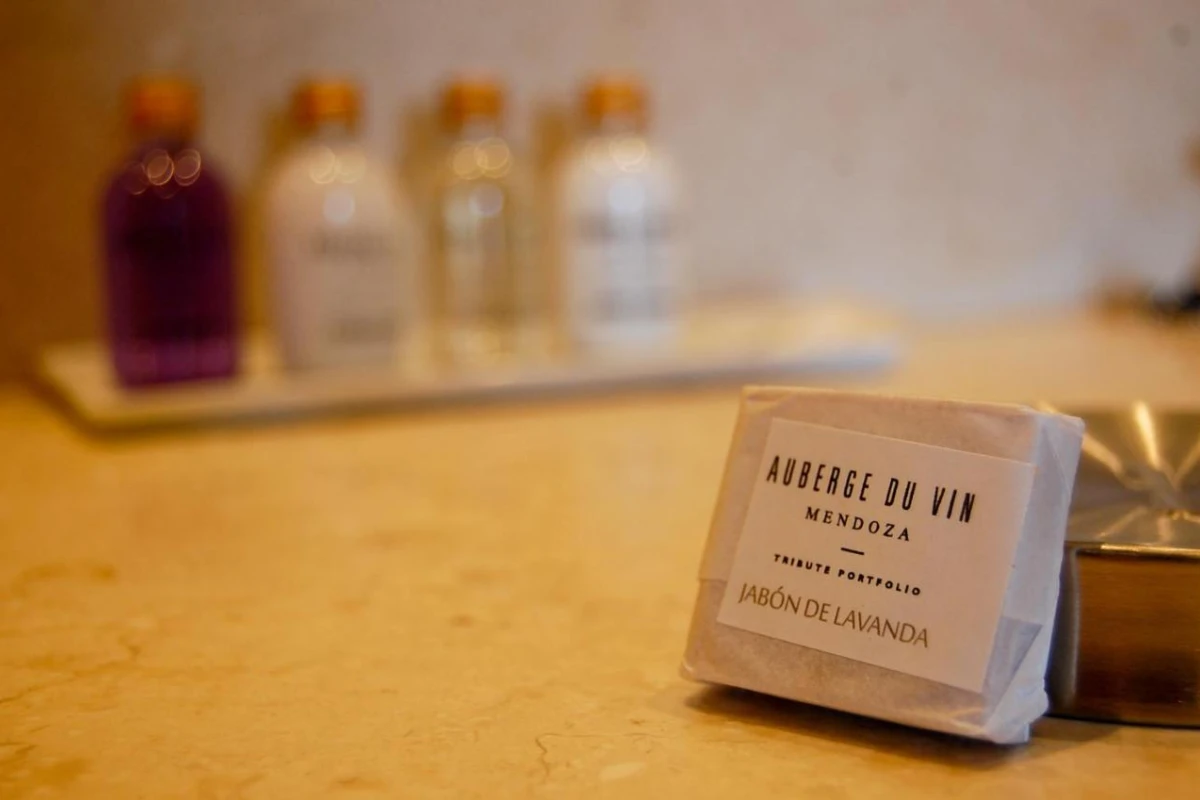 AUBERGE DU VIN
MENDOZA
TRIBUTE PORTFOLIO
JABÓN DE LAVANDA